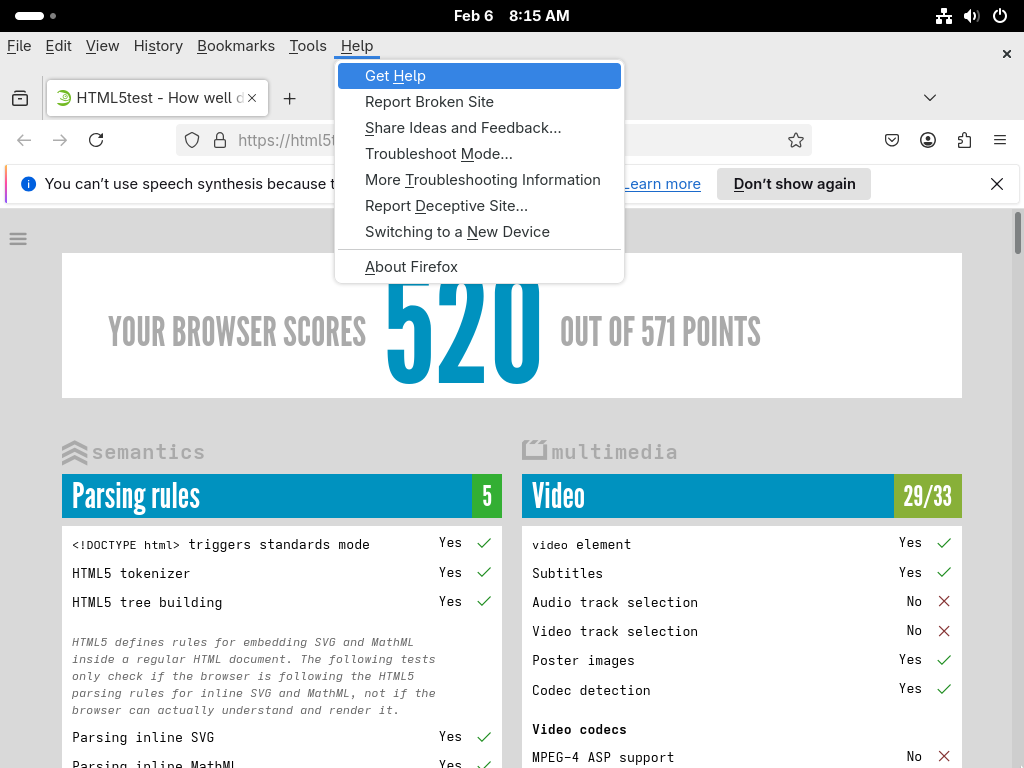 Feb 6 8:15 AM
File Edit View History Bookmarks Tools Help
HTML5test - How well d
Get Help
Report Broken Site
Share Ideas and Feedback…
Troubleshoot Mode…
More Troubleshooting Information
Report Deceptive Site…
Switching to a New Device
About Firefox
https://html5t
You can't use speech synthesis because t
Learn more
Don't show again
YOUR BROWSER SCORES 520 OUT OF 571 POINTS
semantics
Parsing rules 5
<!DOCTYPE html> triggers standards mode Yes
HTML5 tokenizer Yes
HTML5 tree building Yes
HTML5 defines rules for embedding SVG and MathML
inside a regular HTML document. The following tests
only check if the browser is following the HTML5
parsing rules for inline SVG and MathML, not if the
browser can actually understand and render it.
Parsing inline SVG Yes
Parsing inline MathML Yes
multimedia
Video 29/33
video element Yes
Subtitles Yes
Audio track selection No
Video track selection No
Poster images Yes
Codec detection Yes
Video codecs
MPEG-4 ASP support No